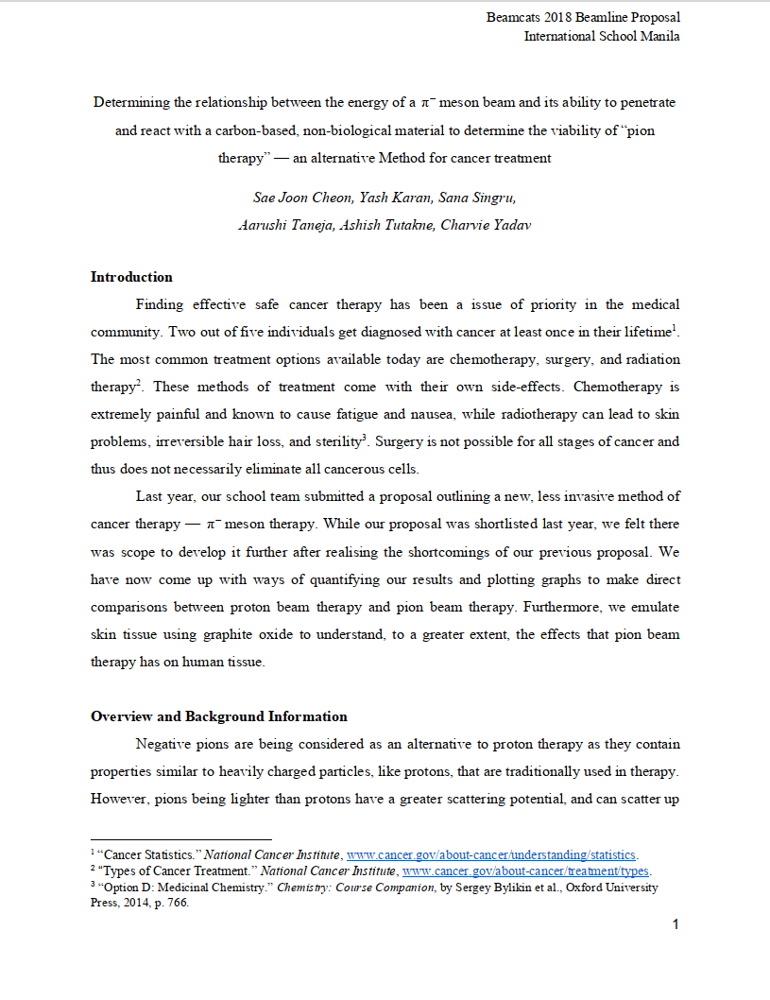 Beamcats 2018 Beamline Proposal
International School Manila
Determining the relationship between the energy of a π⁻ meson beam and its ability to penetrate
and react with a carbon-based, non-biological material to determine the viability of “pion
therapy” — an alternative Method for cancer treatment
Sae Joon Cheon, Yash Karan, Sana Singru,
Aarushi Taneja, Ashish Tutakne, Charvie Yadav
Introduction
Finding effective safe cancer therapy has been a issue of priority in the medical
community. Two out of five individuals get diagnosed with cancer at least once in their lifetime¹.
The most common treatment options available today are chemotherapy, surgery, and radiation
therapy². These methods of treatment come with their own side-effects. Chemotherapy is
extremely painful and known to cause fatigue and nausea, while radiotherapy can lead to skin
problems, irreversible hair loss, and sterility³. Surgery is not possible for all stages of cancer and
thus does not necessarily eliminate all cancerous cells.
Last year, our school team submitted a proposal outlining a new, less invasive method of
cancer therapy — π⁻ meson therapy. While our proposal was shortlisted last year, we felt there
was scope to develop it further after realising the shortcomings of our previous proposal. We
have now come up with ways of quantifying our results and plotting graphs to make direct
comparisons between proton beam therapy and pion beam therapy. Furthermore, we emulate
skin tissue using graphite oxide to understand, to a greater extent, the effects that pion beam
therapy has on human tissue.
Overview and Background Information
Negative pions are being considered as an alternative to proton therapy as they contain
properties similar to heavily charged particles, like protons, that are traditionally used in therapy.
However, pions being lighter than protons have a greater scattering potential, and can scatter up
¹ “Cancer Statistics.” National Cancer Institute, www.cancer.gov/about-cancer/understanding/statistics.
² “Types of Cancer Treatment.” National Cancer Institute, www.cancer.gov/about-cancer/treatment/types.
³ “Option D: Medicinal Chemistry.” Chemistry: Course Companion, by Sergey Bylikin et al., Oxford University
Press, 2014, p. 766.
1